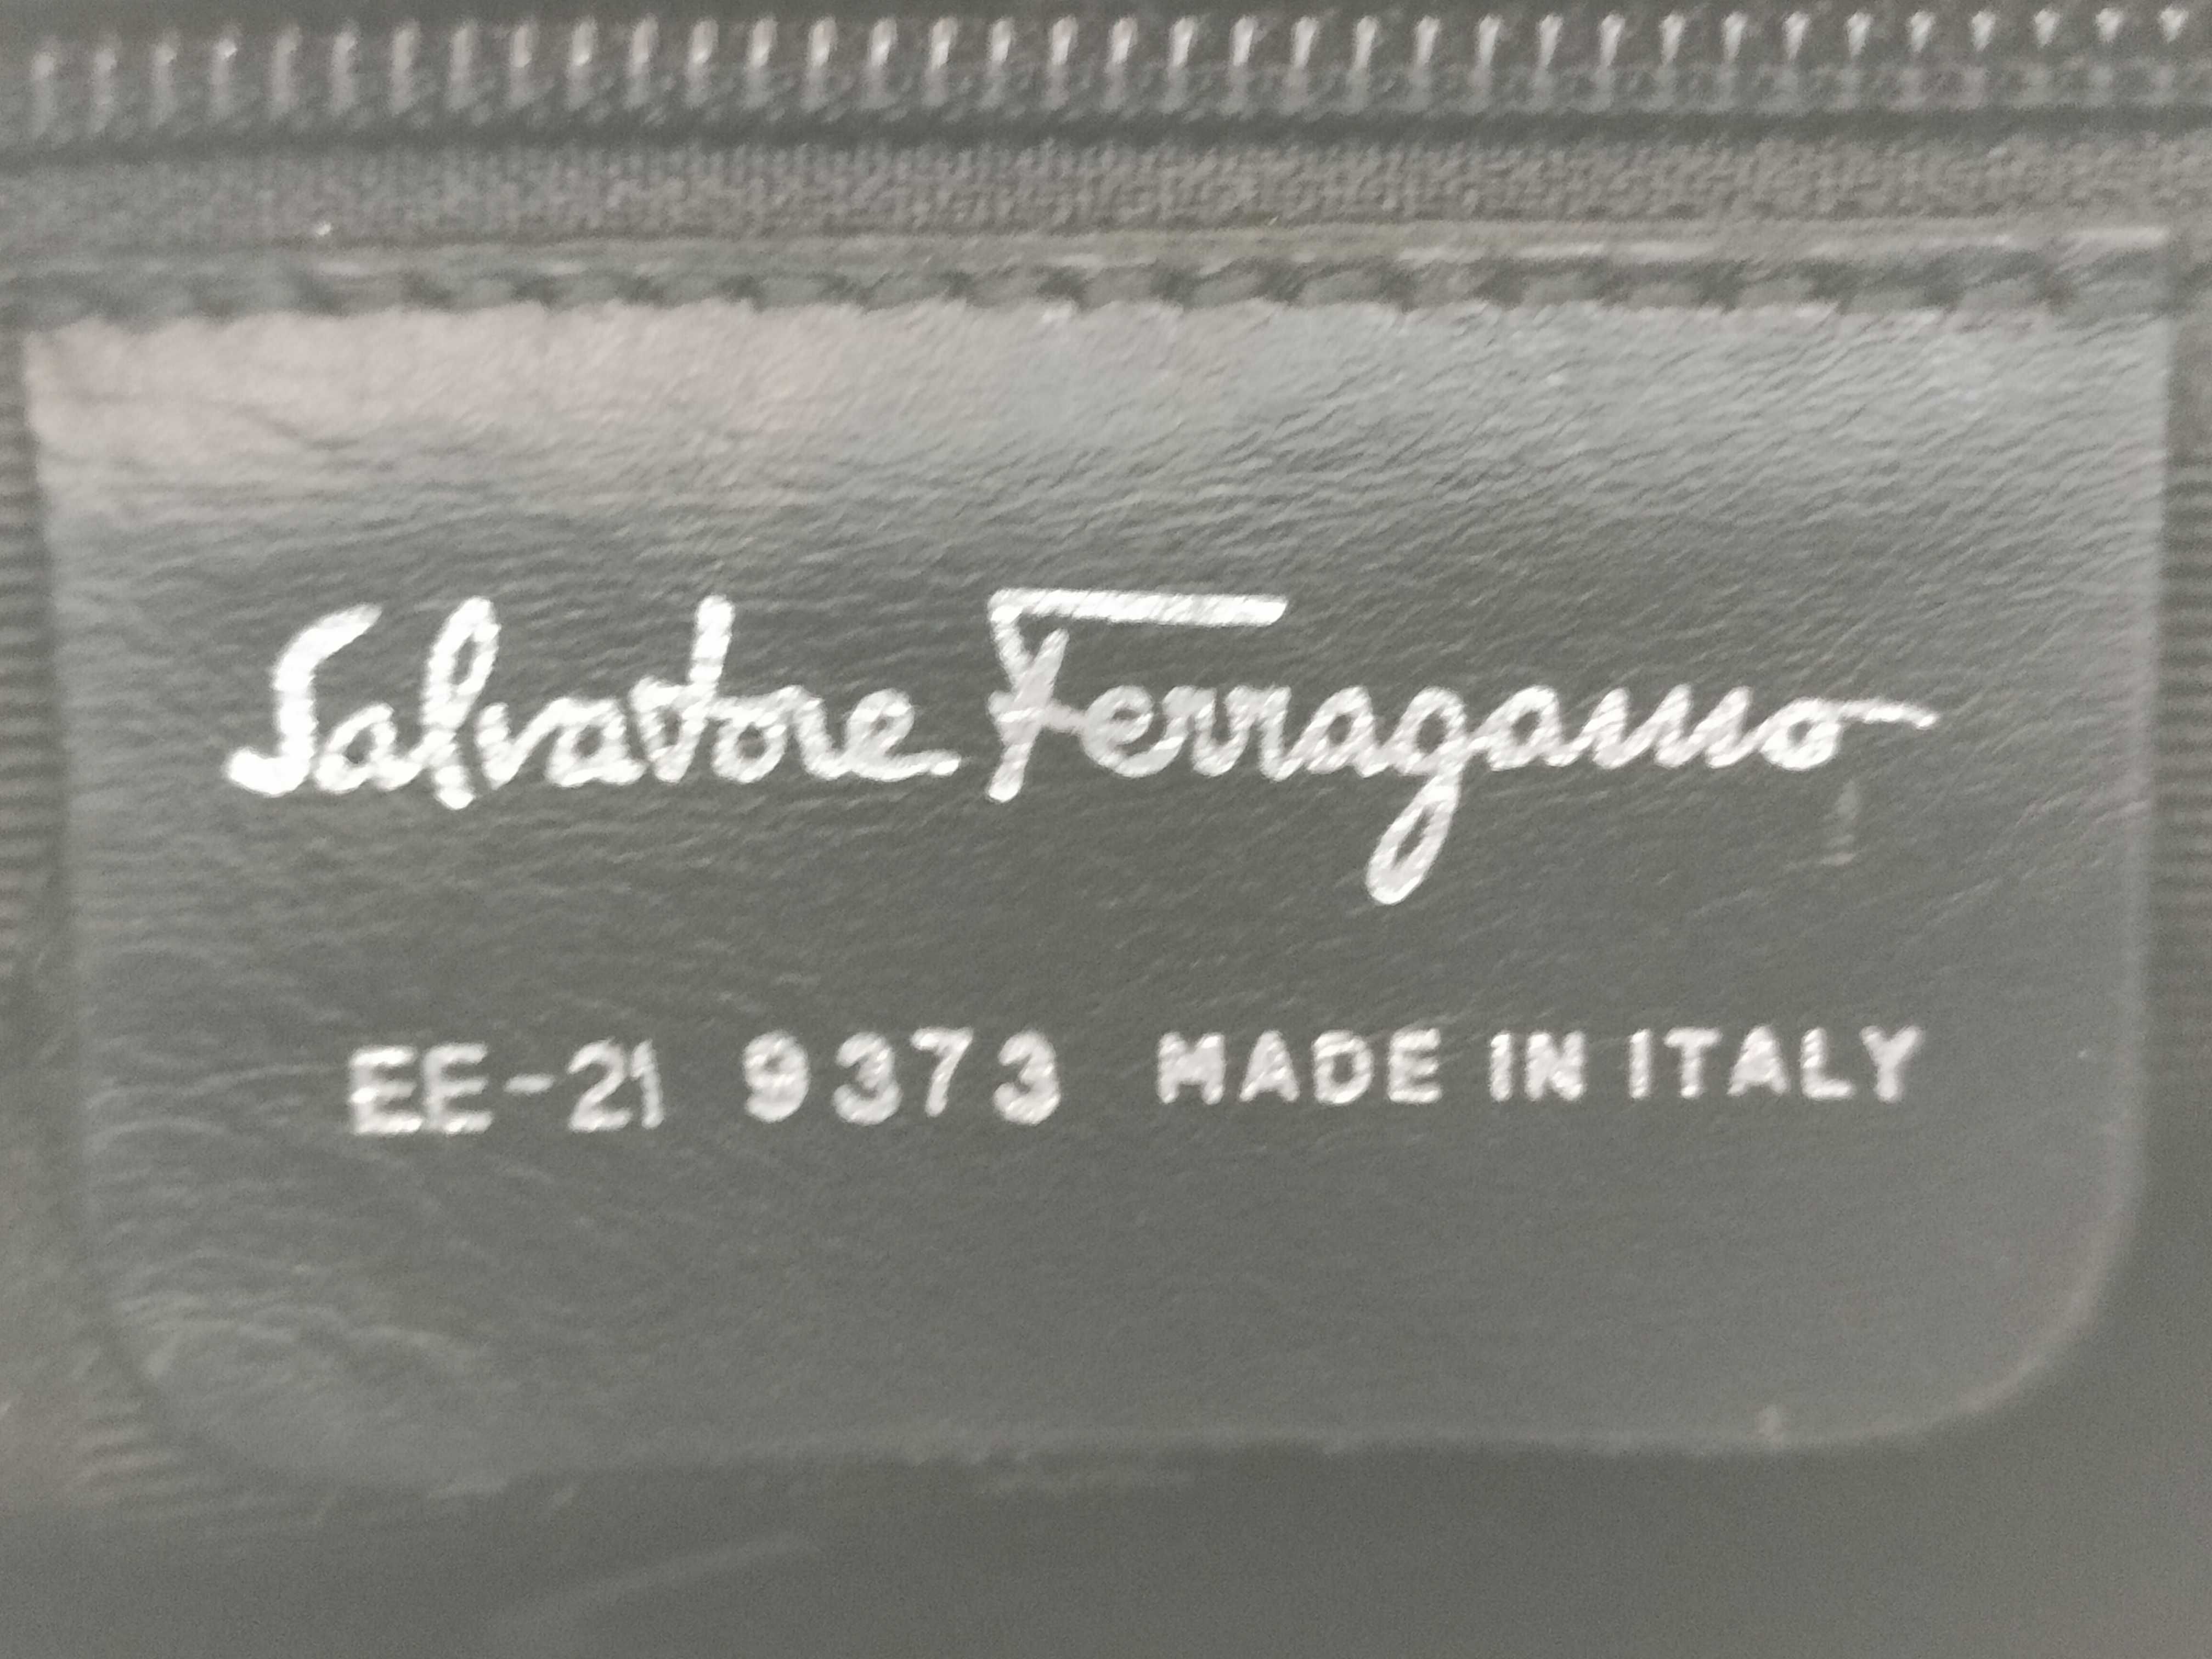 Salvatore Ferragamo
EE-21 9373 MADE IN ITALY